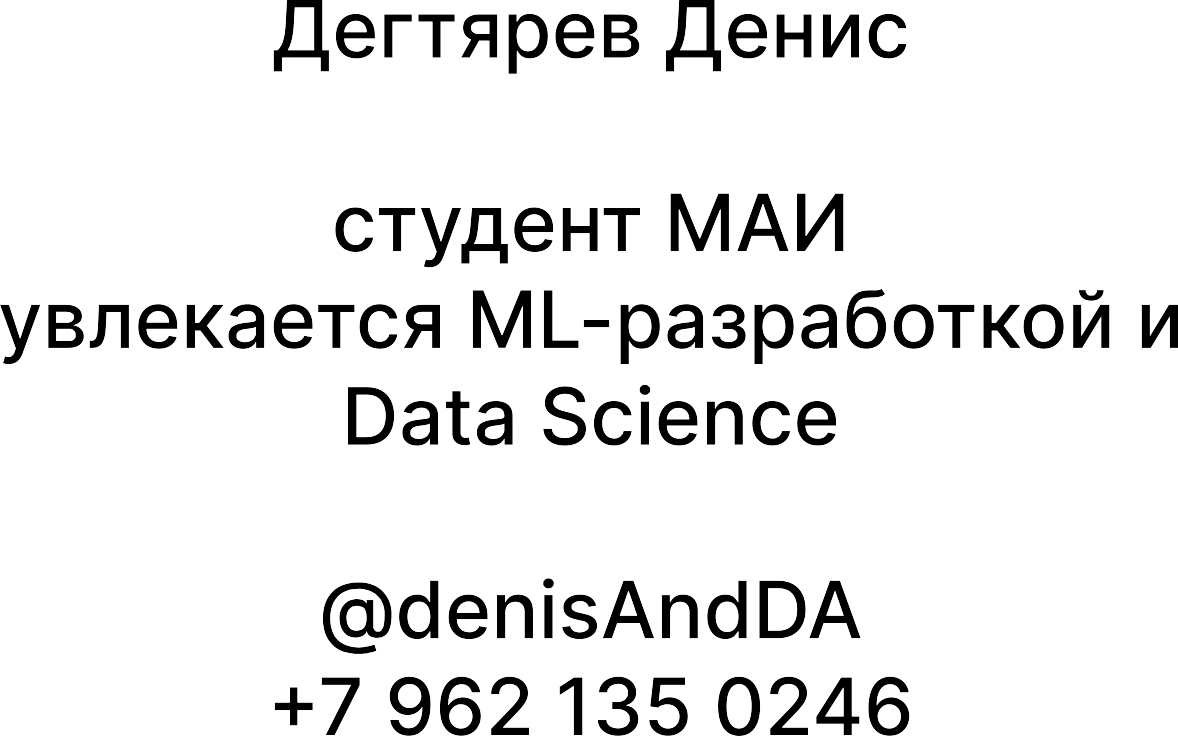 Дегтярев Денис
студент МАИ
увлекается ML-разработкой и
Data Science
@denisAndDA
+7 962 135 0246